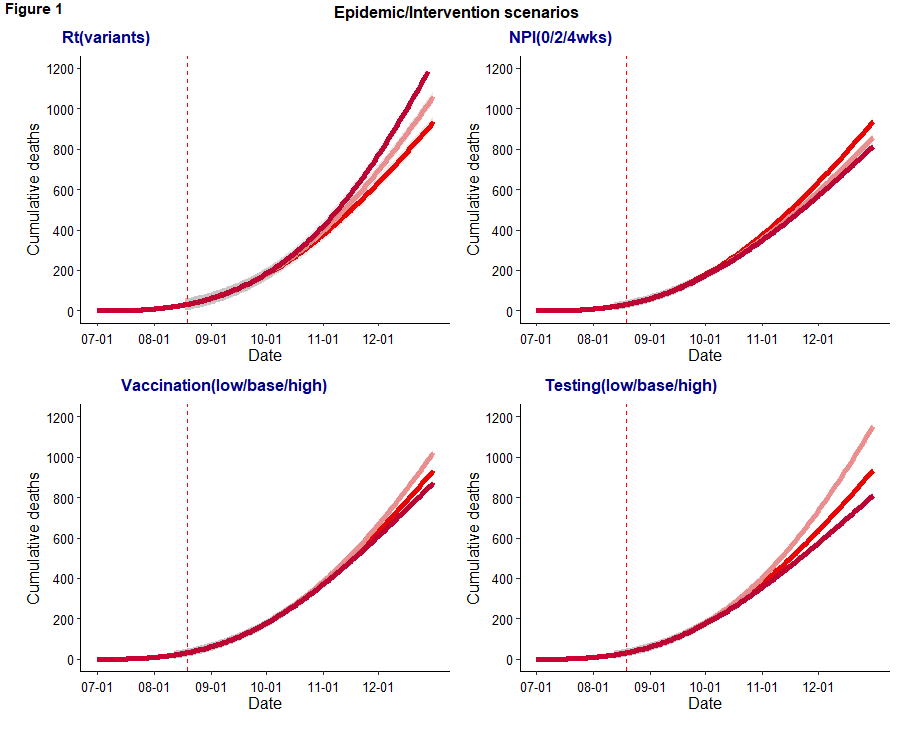 Figure 1
Epidemic/Intervention scenarios
Rt(variants)
NPI(0/2/4wks)
1200
1000
800
600
400
200
0
Cumulative deaths
07-01 08-01 09-01 10-01 11-01 12-01
Date
1200
1000
800
600
400
200
0
Cumulative deaths
07-01 08-01 09-01 10-01 11-01 12-01
Date
Vaccination(low/base/high)
Testing(low/base/high)
1200
1000
800
600
400
200
0
Cumulative deaths
07-01 08-01 09-01 10-01 11-01 12-01
Date
1200
1000
800
600
400
200
0
Cumulative deaths
07-01 08-01 09-01 10-01 11-01 12-01
Date